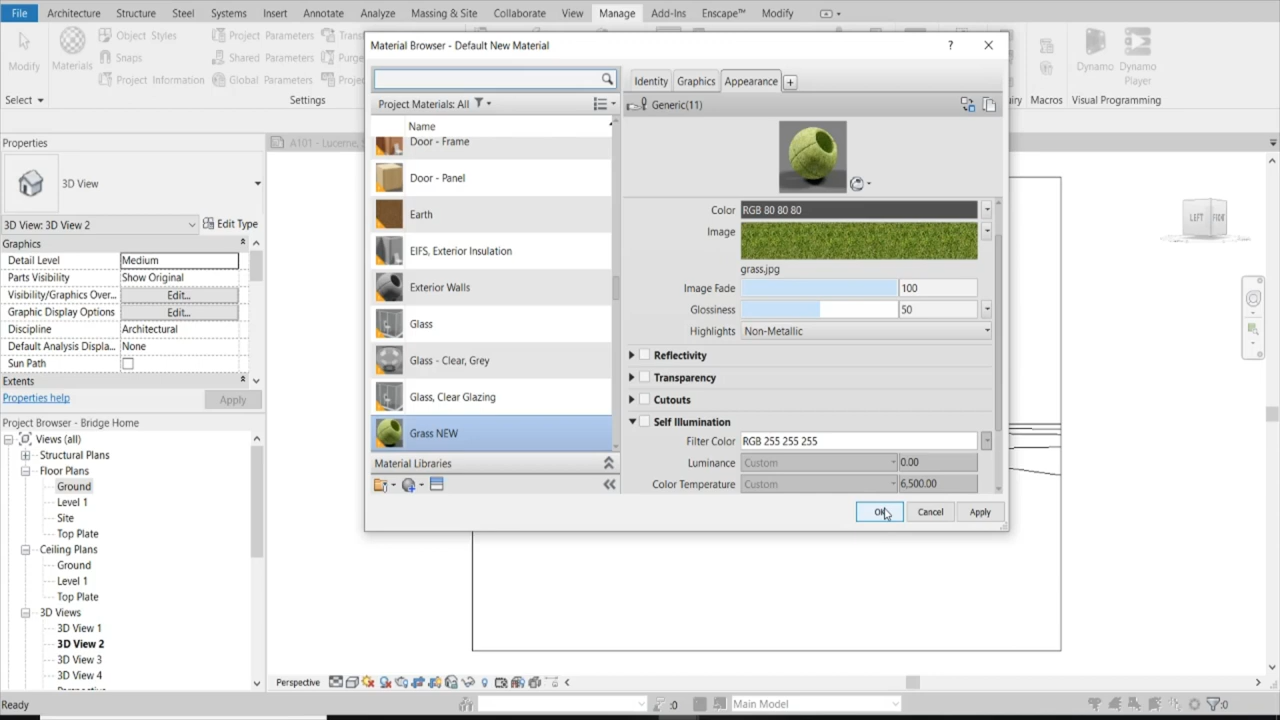 File Architecture Structure Steel Systems Insert Annotate Analyze Massing & Site Collaborate View Manage Add-Ins Enscape™ Modify
Modify
Materials
Object Styles
Snaps
Project Information
Project Parameters
Shared Parameters
Global Parameters
Select
Settings
Dynamo
Dynamo Player
Macros
Visual Programming
Material Browser - Default New Material
?
Project Materials: All
Name
Door - Frame
Door - Panel
Earth
EIFS, Exterior Insulation
Exterior Walls
Glass
Glass - Clear, Grey
Glass, Clear Glazing
Grass NEW
Material Libraries
Identity Graphics Appearance
Generic(11)
Color RGB 80 80 80
Image
grass.jpg
Image Fade 100
Glossiness 50
Highlights Non-Metallic
Reflectivity
Transparency
Cutouts
Self Illumination
Filter Color RGB 255 255 255
Luminance Custom 0.00
Color Temperature Custom 6,500.00
OK Cancel Apply
Properties
3D View
3D View: 3D View 2 Edit Type
Graphics
Detail Level Medium
Parts Visibility Show Original
Visibility/Graphics Over... Edit...
Graphic Display Options Edit...
Discipline Architectural
Default Analysis Displa... None
Sun Path
Extents
Properties help Apply
Project Browser - Bridge Home
Views (all)
Structural Plans
Floor Plans
Ground
Level 1
Site
Top Plate
Ceiling Plans
Ground
Level 1
Top Plate
3D Views
3D View 1
3D View 2
3D View 3
3D View 4
A101 - Lucerne,
LEFT
Perspective
Ready
:0
Main Model
:0